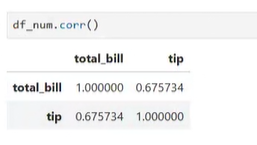 df_num.corr()
total_bill tip
total_bill 1.000000 0.675734
tip 0.675734 1.000000